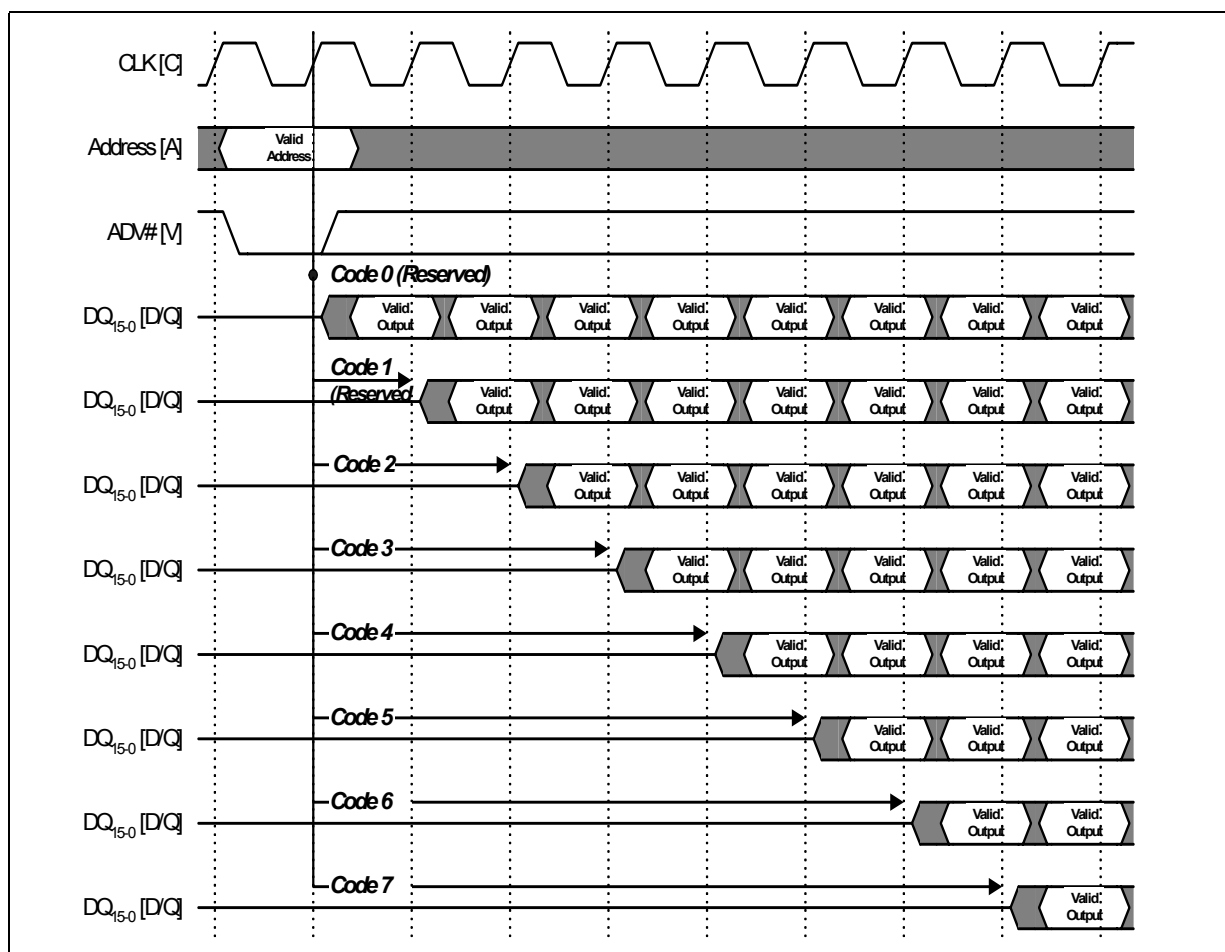 CLK [C]
Address [A]
Valid
Address
ADV# [V]
Code 0 (Reserved)
DQ15-0 [D/Q]
Valid Valid Valid Valid Valid Valid Valid Valid
Output Output Output Output Output Output Output Output
Code 1
(Reserved
DQ15-0 [D/Q]
Valid Valid Valid Valid Valid Valid Valid
Output Output Output Output Output Output Output
Code 2
DQ15-0 [D/Q]
Valid Valid Valid Valid Valid Valid
Output Output Output Output Output Output
Code 3
DQ15-0 [D/Q]
Valid Valid Valid Valid Valid
Output Output Output Output Output
Code 4
DQ15-0 [D/Q]
Valid Valid Valid Valid
Output Output Output Output
Code 5
DQ15-0 [D/Q]
Valid Valid Valid
Output Output Output
Code 6
DQ15-0 [D/Q]
Valid Valid
Output Output
Code 7
DQ15-0 [D/Q]
Valid
Output